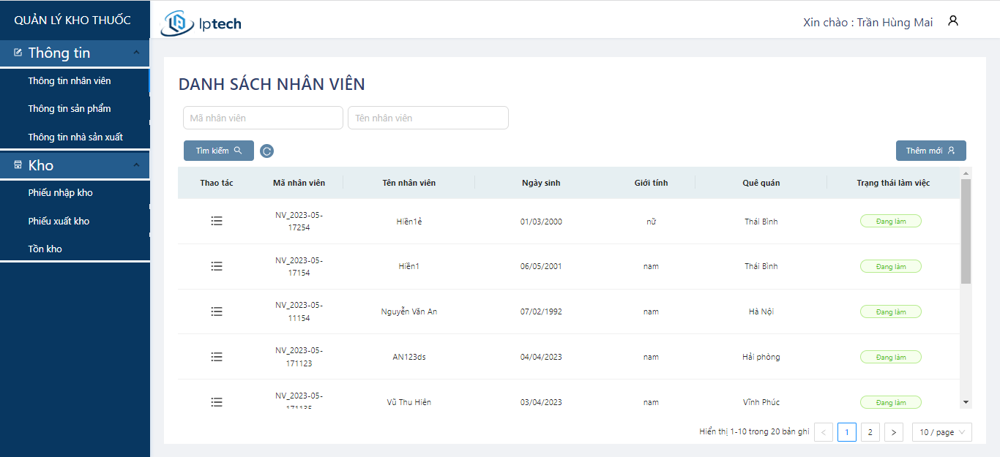 QUẢN LÝ KHO THUỐC
Iptech
Xin chào : Trần Hùng Mai
Thông tin
Thông tin nhân viên
Thông tin sản phẩm
Thông tin nhà sản xuất
Kho
Phiếu nhập kho
Phiếu xuất kho
Tồn kho
DANH SÁCH NHÂN VIÊN
Mã nhân viên Tên nhân viên
Tìm kiếm Thêm mới
Thao tác Mã nhân viên Tên nhân viên Ngày sinh Giới tính Quê quán Trạng thái làm việc
NV_2023-05-17254 Hiền1ẻ 01/03/2000 nữ Thái Bình Đang làm
NV_2023-05-17154 Hiền1 06/05/2001 nam Thái Bình Đang làm
NV_2023-05-11154 Nguyễn Văn An 07/02/1992 nam Hà Nội Đang làm
NV_2023-05-171123 AN123ds 04/04/2023 nam Hải phòng Đang làm
NV_2023-05-171135 Vũ Thu Hiên 03/04/2023 nam Vĩnh Phúc Đang làm
Hiển thị 1-10 trong 20 bản ghi < 1 2 > 10 / page